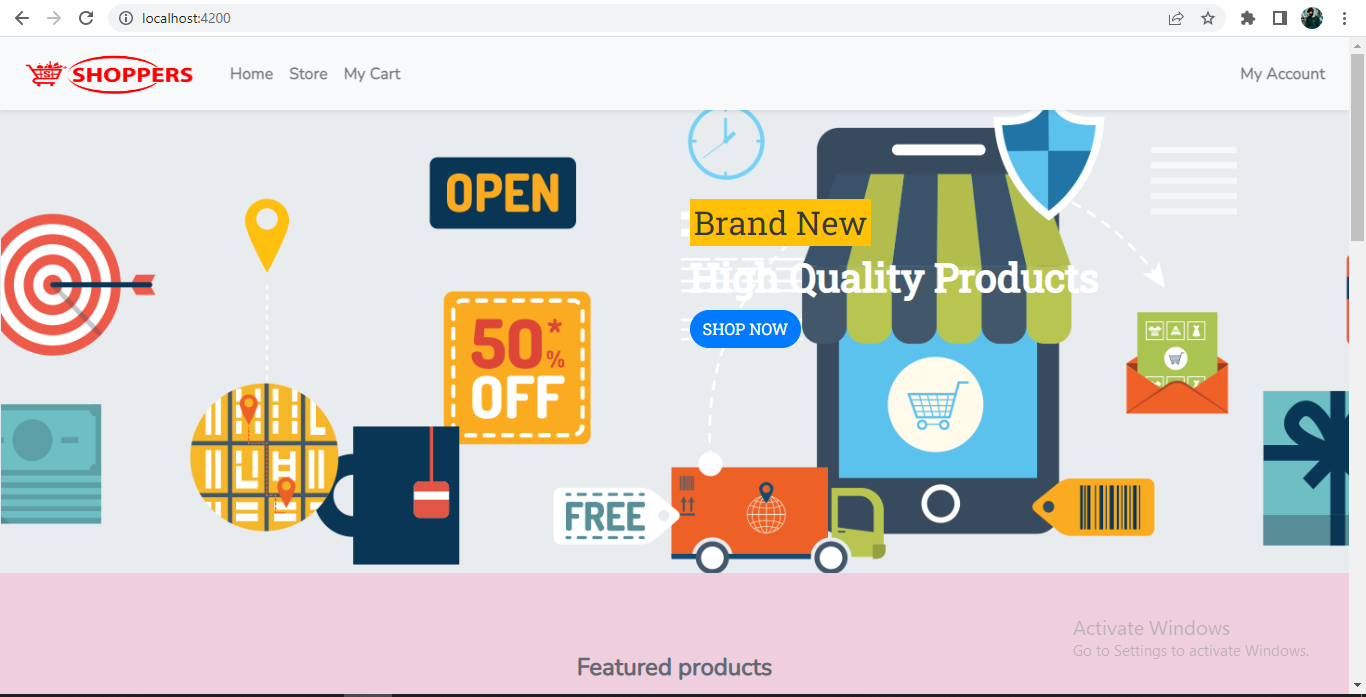 localhost:4200
SHOPPERS
Home Store My Cart My Account
OPEN
Brand New
High Quality Products
50*%
OFF
SHOP NOW
FREE
Featured products
Activate Windows
Go to Settings to activate Windows.